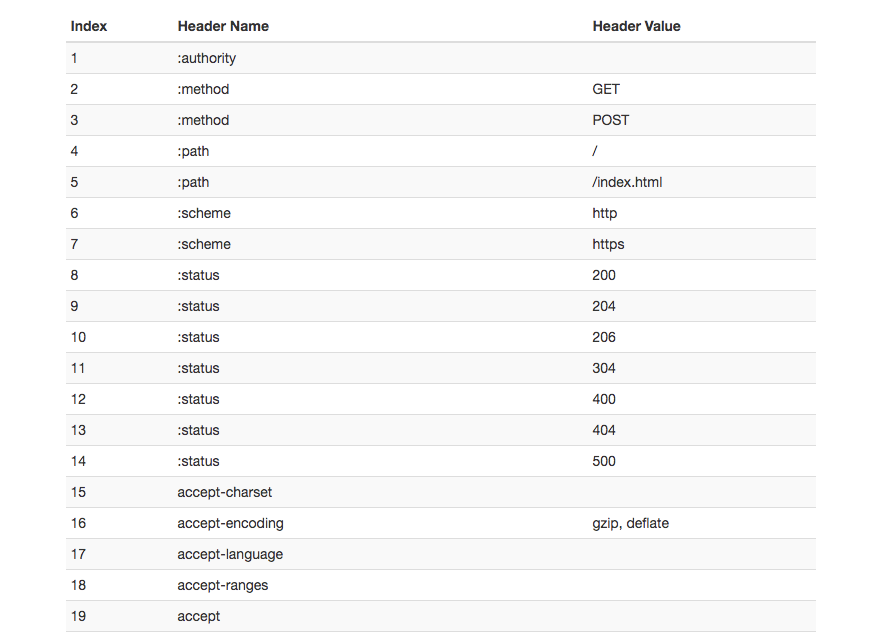 Index Header Name Header Value
1 :authority
2 :method GET
3 :method POST
4 :path /
5 :path /index.html
6 :scheme http
7 :scheme https
8 :status 200
9 :status 204
10 :status 206
11 :status 304
12 :status 400
13 :status 404
14 :status 500
15 accept-charset
16 accept-encoding gzip, deflate
17 accept-language
18 accept-ranges
19 accept